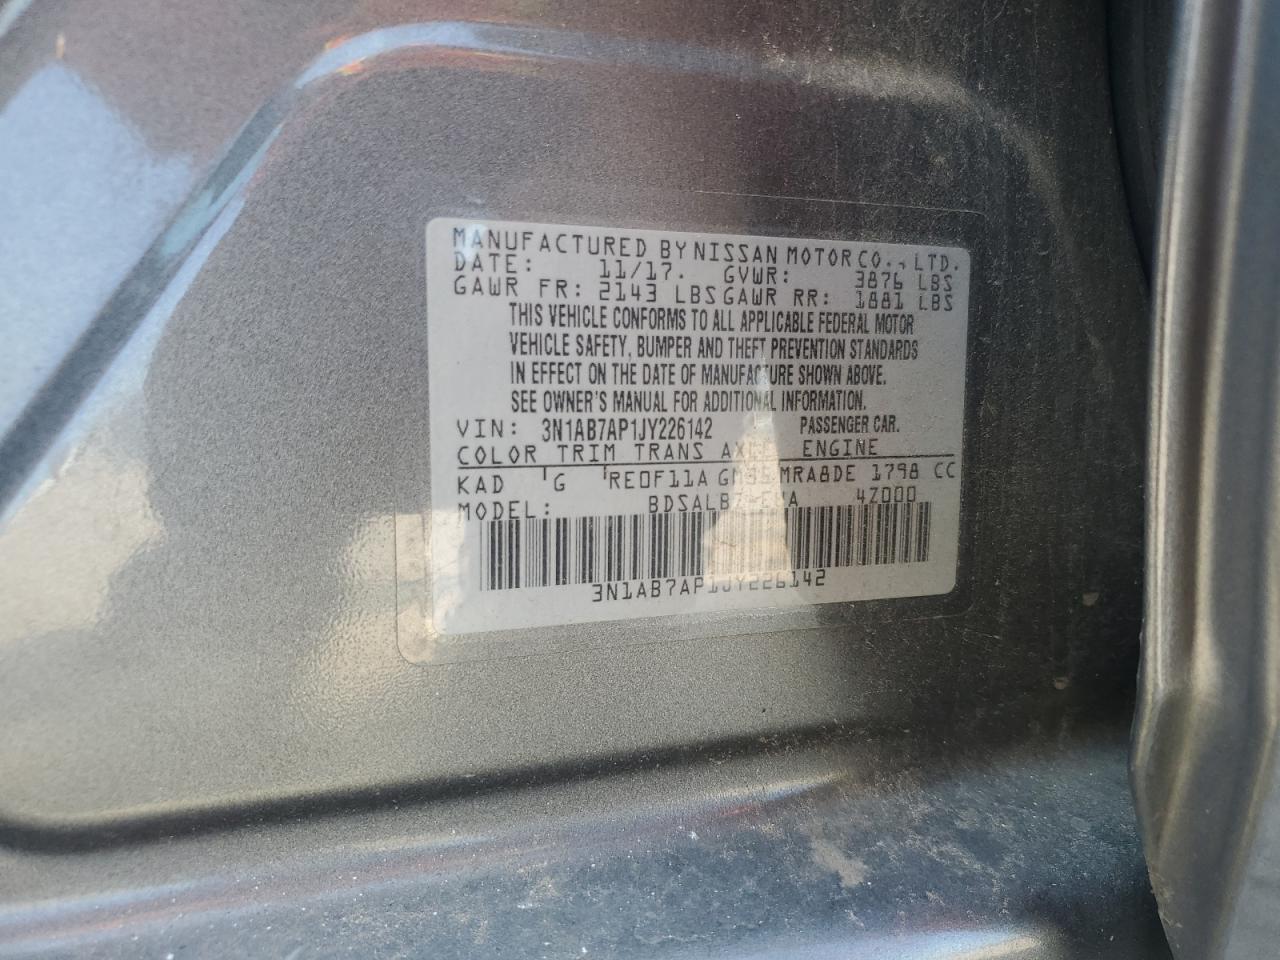 MANUFACTURED BY NISSAN MOTOR CO., LTD.
DATE: 11/17. GVWR: 3876 LBS
GAWR FR: 2143 LBS GAWR RR: 1881 LBS
THIS VEHICLE CONFORMS TO ALL APPLICABLE FEDERAL MOTOR
VEHICLE SAFETY, BUMPER AND THEFT PREVENTION STANDARDS
IN EFFECT ON THE DATE OF MANUFACTURE SHOWN ABOVE.
SEE OWNER'S MANUAL FOR ADDITIONAL INFORMATION.
VIN: 3N1AB7AP1JY226142 PASSENGER CAR.
COLOR TRIM TRANS AXLE ENGINE
KAD G RE0F11A MRA8DE 1798 CC
MODEL: 4Z000
3N1AB7AP1JY226142